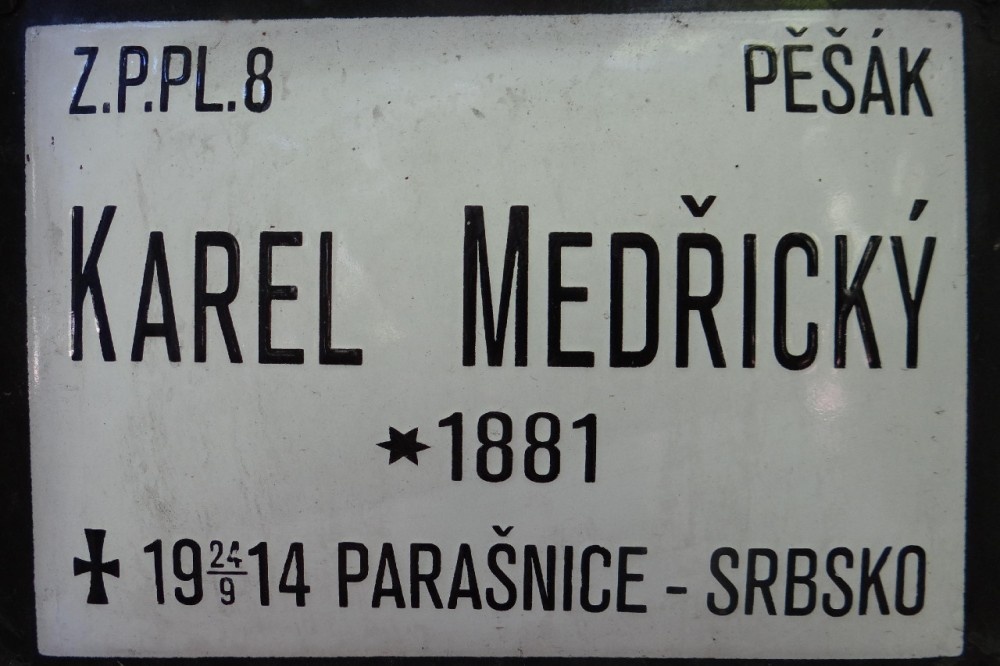 Z.P.PL.8 PĚŠÁK
KAREL MEDŘICKÝ
✶1881
✠ 19 24/9 14 PARAŠNICE - SRBSKO